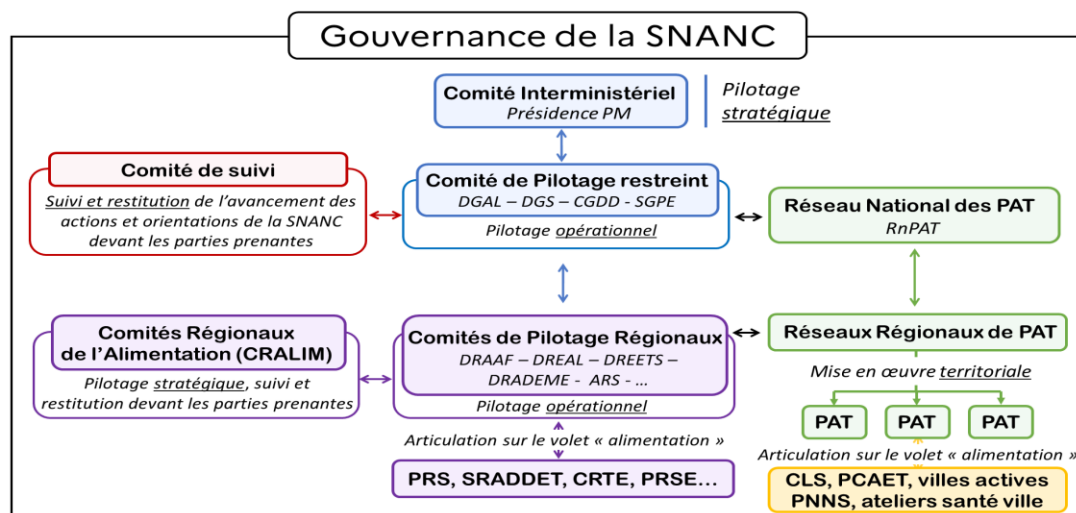 Gouvernance de la SNANC
Comité Interministériel
Présidence PM
Pilotage
stratégique
Comité de suivi
Suivi et restitution de l'avancement des
actions et orientations de la SNANC
devant les parties prenantes
Comité de Pilotage restreint
DGAL – DGS – CGDD - SGPE
Pilotage opérationnel
Réseau National des PAT
RnPAT
Comités Régionaux
de l'Alimentation (CRALIM)
Pilotage stratégique, suivi et
restitution devant les parties prenantes
Comités de Pilotage Régionaux
DRAAF – DREAL – DREETS –
DRADEME - ARS - ...
Pilotage opérationnel
Réseaux Régionaux de PAT
Mise en œuvre territoriale
PAT PAT PAT
Articulation sur le volet « alimentation »
PRS, SRADDET, CRTE, PRSE...
Articulation sur le volet « alimentation »
CLS, PCAET, villes actives
PNNS, ateliers santé ville